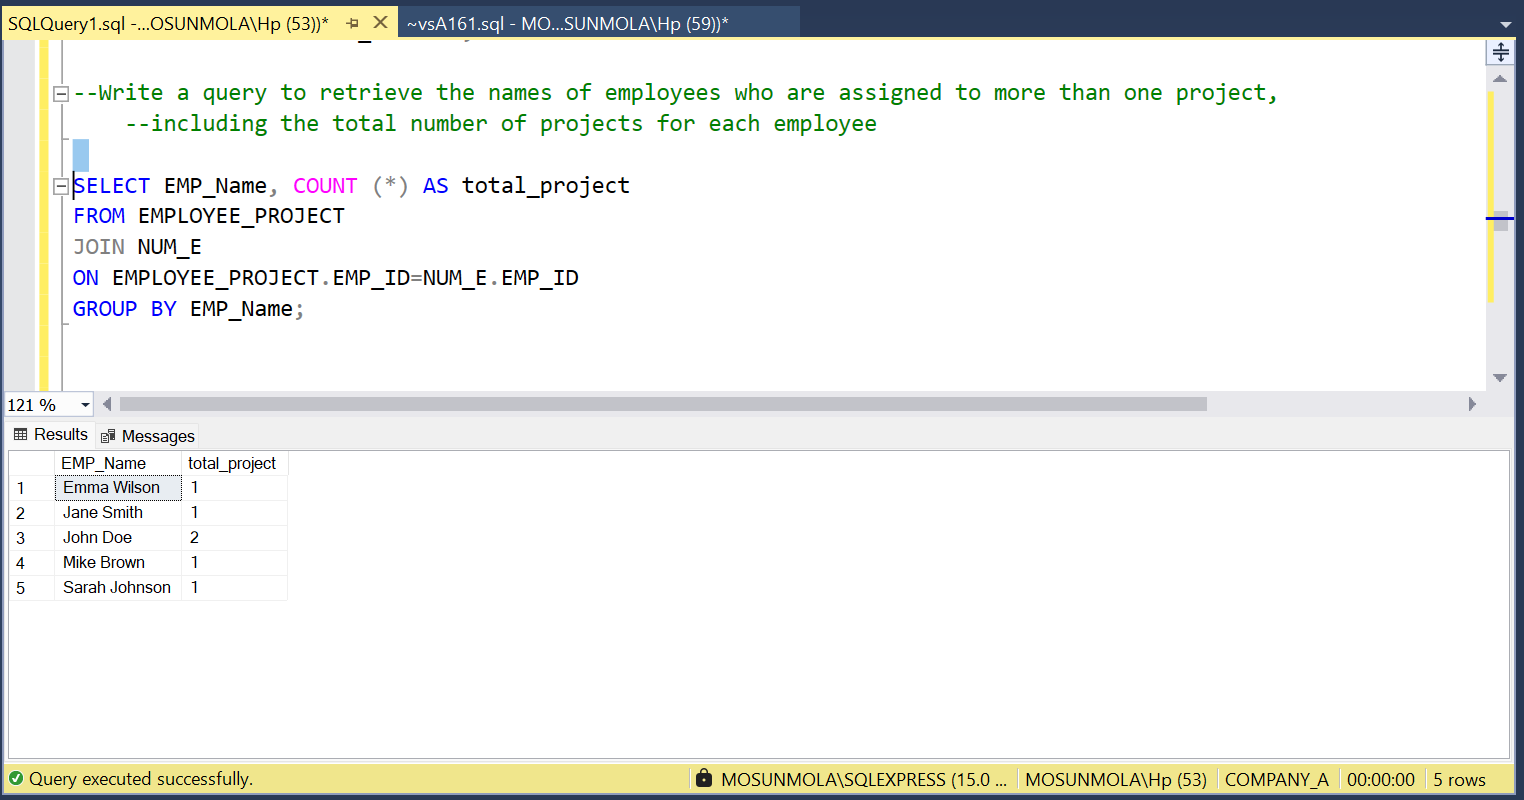 SQLQuery1.sql -...OSUNMOLA\Hp (53))* ~vsA161.sql - MO...SUNMOLA\Hp (59))*
--Write a query to retrieve the names of employees who are assigned to more than one project,
--including the total number of projects for each employee
SELECT EMP_Name, COUNT (*) AS total_project
FROM EMPLOYEE_PROJECT
JOIN NUM_E
ON EMPLOYEE_PROJECT.EMP_ID=NUM_E.EMP_ID
GROUP BY EMP_Name;
121 %
Results Messages
EMP_Name total_project
1 Emma Wilson 1
2 Jane Smith 1
3 John Doe 2
4 Mike Brown 1
5 Sarah Johnson 1
Query executed successfully. MOSUNMOLA\SQLEXPRESS (15.0 ... MOSUNMOLA\Hp (53) COMPANY_A 00:00:00 5 rows